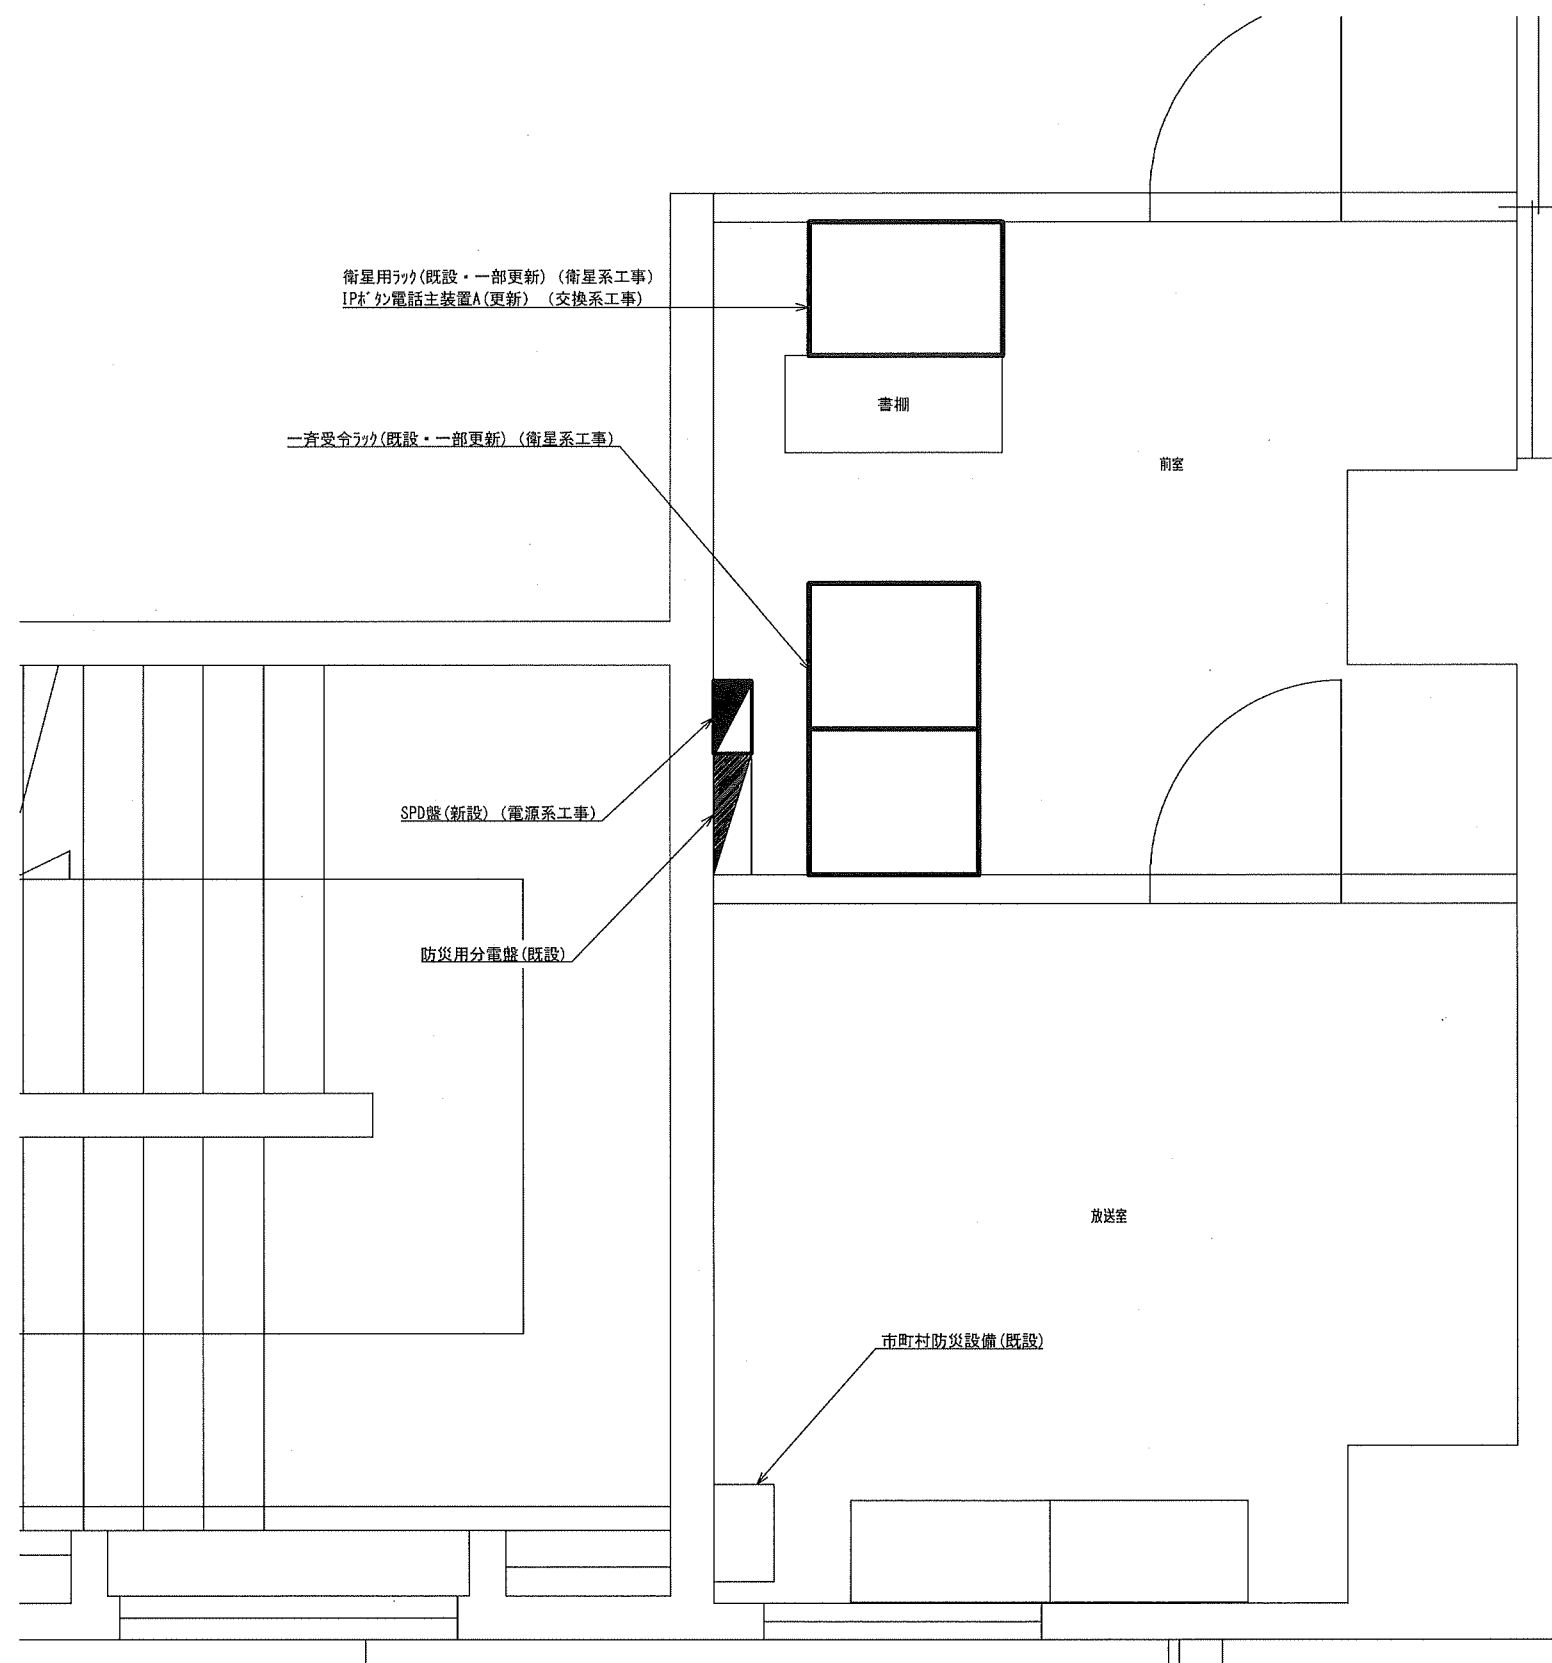 衛星用ﾗｯｸ(既設・一部更新) (衛星系工事)
IPﾎﾞﾀﾝ電話主装置A(更新) (交換系工事)
書棚
一斉受令ﾗｯｸ(既設・一部更新) (衛星系工事)
前室
SPD盤(新設) (電源系工事)
防災用分電盤(既設)
放送室
市町村防災設備(既設)